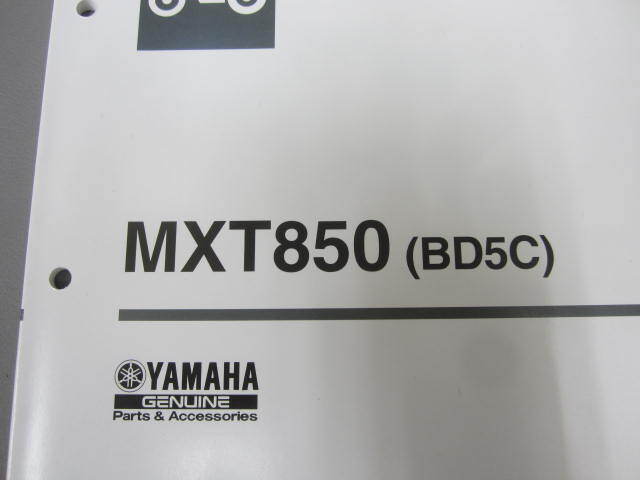 MXT850 (BD5C)
YAMAHA
GENUINE
Parts & Accessories